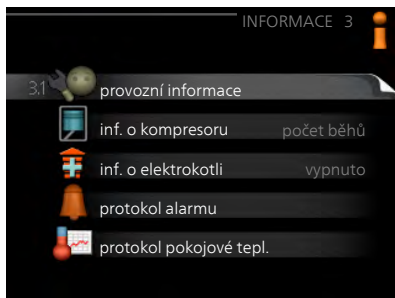 INFORMACE 3
3.1 provozní informace
inf. o kompresoru počet běhů
inf. o elektrokotli vypnuto
protokol alarmu
protokol pokojové tepl.